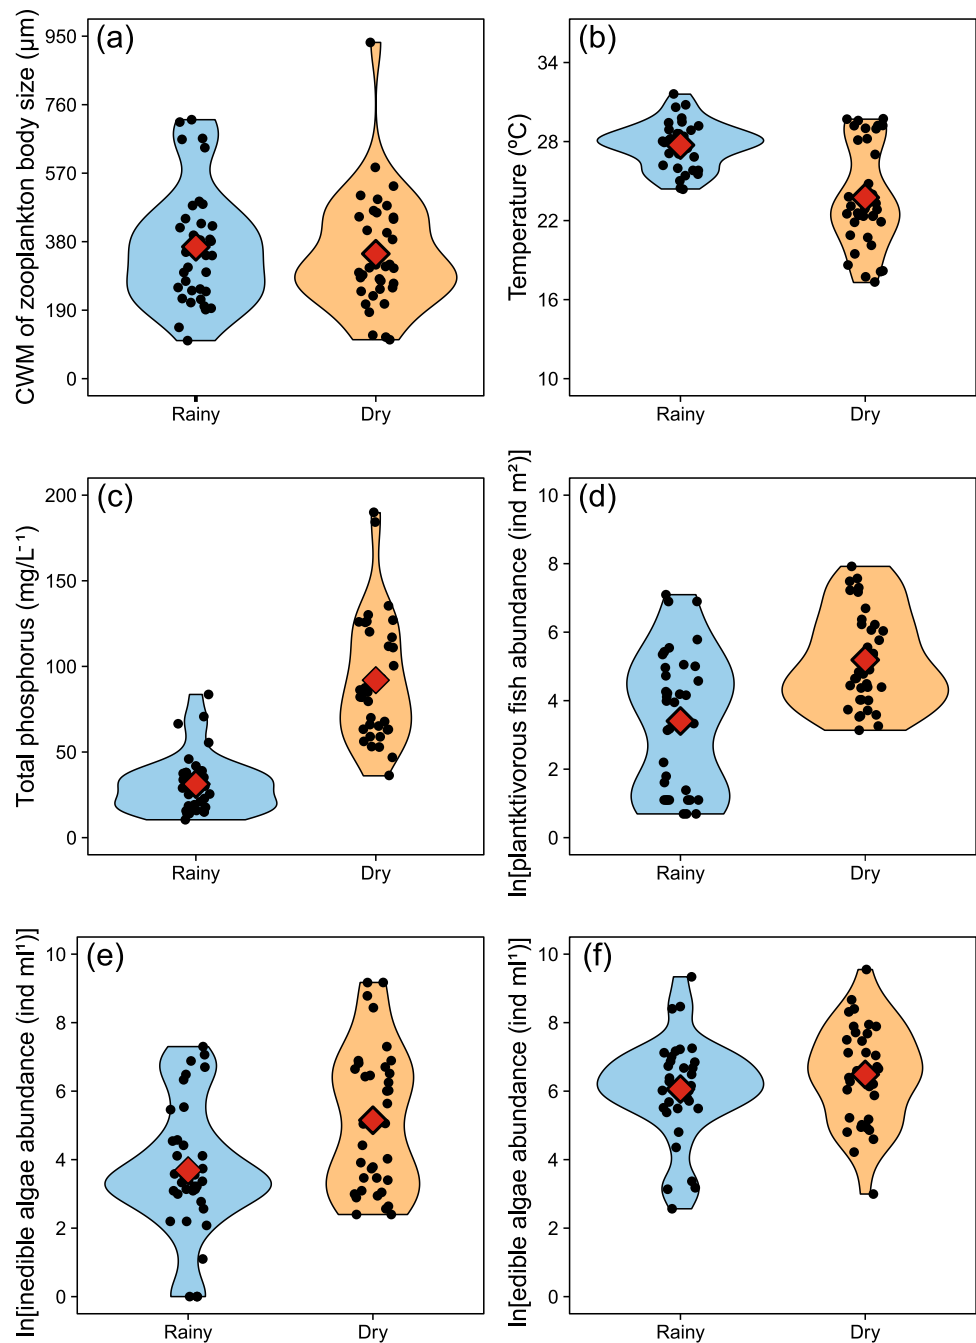 (a)
CWM of zooplankton body size (µm)
950
760
570
380
190
0
Rainy
Dry
(b)
Temperature (ºC)
34
28
22
16
10
Rainy
Dry
(c)
Total phosphorus (mg/L⁻¹)
200
150
100
50
0
Rainy
Dry
(d)
ln[planktivorous fish abundance (ind m²)]
10
8
6
4
2
0
Rainy
Dry
(e)
ln[inedible algae abundance (ind ml¹)]
10
8
6
4
2
0
Rainy
Dry
(f)
ln[edible algae abundance (ind ml¹)]
10
8
6
4
2
0
Rainy
Dry